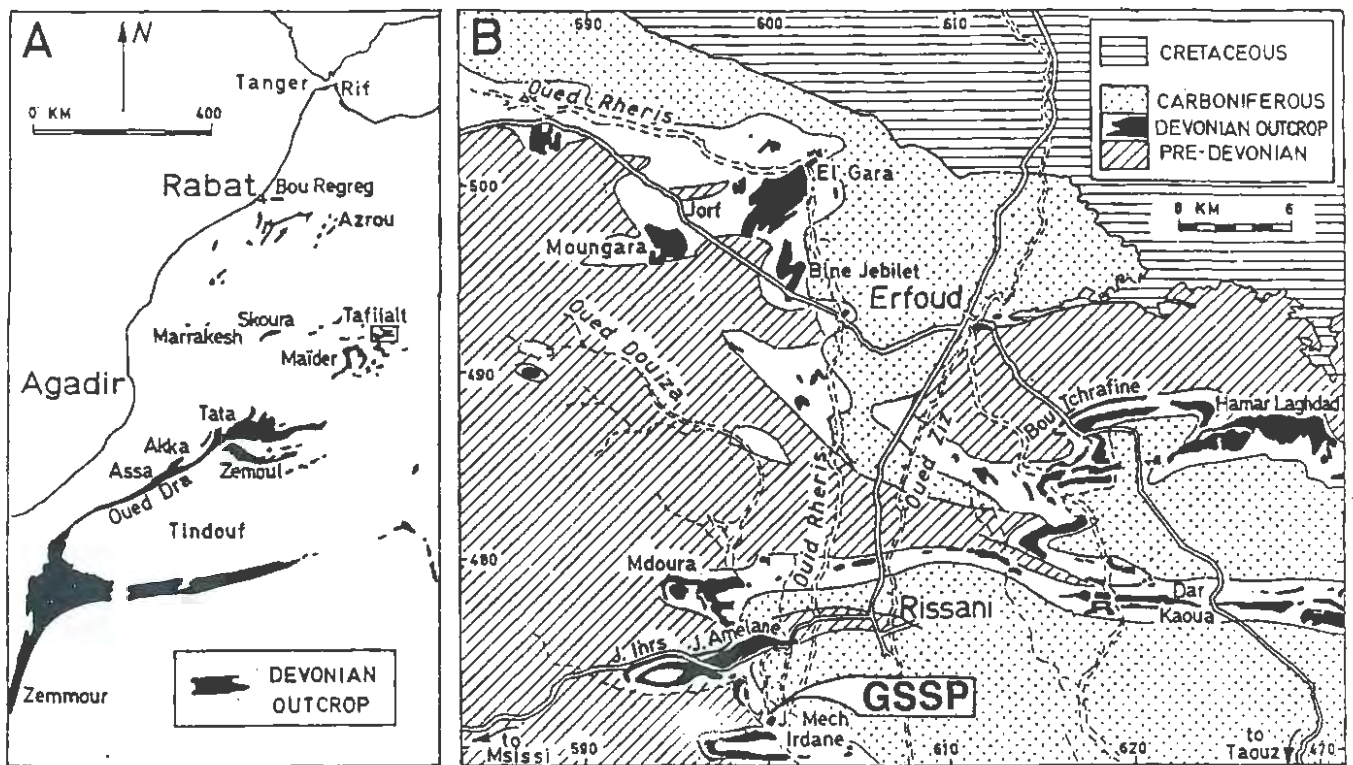 A
N
Tanger
Rif
0 KM 400
Rabat
Bou Regreg
Azrou
Marrakesh
Skoura
Tafilalt
Maïder
Agadir
Tata
Akka
Assa
Zemoul
Oued Dra
Tindouf
Zemmour
DEVONIAN
OUTCROP
B
690
600
610
CRETACEOUS
CARBONIFEROUS
DEVONIAN OUTCROP
PRE-DEVONIAN
0 KM 6
Oued Rheris
500
El Gara
Jorf
Moungara
Bine Jebilet
Erfoud
Oued Douiza
490
Bou Tchrafine
Hamar Laghdad
Oued Ziz
Ouid Rheris
480
Mdoura
Rissani
Dar
Kaoua
J. Ihrs
J. Amelane
GSSP
J. Mech
Irdane
to
Msissi
590
610
620
to
Taouz
470